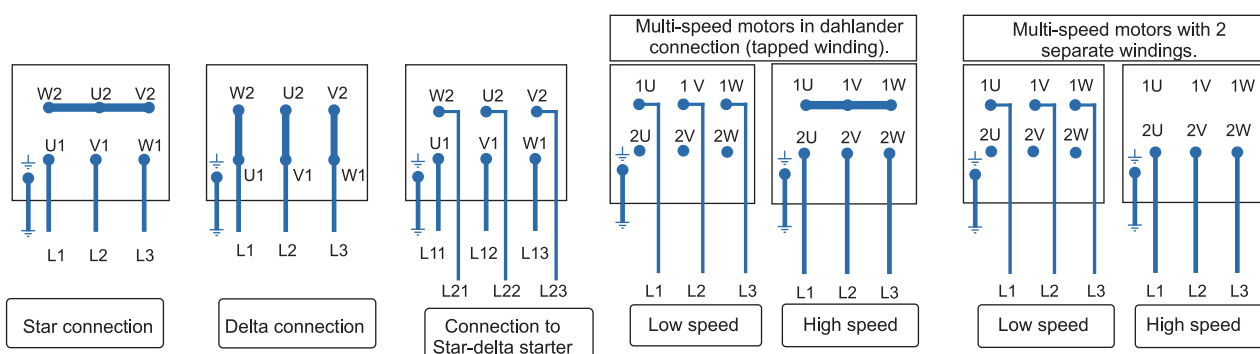 Multi-speed motors in dahlander
connection (tapped winding).
Multi-speed motors with 2
separate windings.
W2 U2 V2
U1 V1 W1
L1 L2 L3
Star connection
W2 U2 V2
U1 V1 W1
L1 L2 L3
Delta connection
W2 U2 V2
U1 V1 W1
L11 L12 L13
L21 L22 L23
Connection to
Star-delta starter
1U 1V 1W
2U 2V 2W
L1 L2 L3
Low speed
1U 1V 1W
2U 2V 2W
L1 L2 L3
High speed
1U 1V 1W
2U 2V 2W
L1 L2 L3
Low speed
1U 1V 1W
2U 2V 2W
L1 L2 L3
High speed